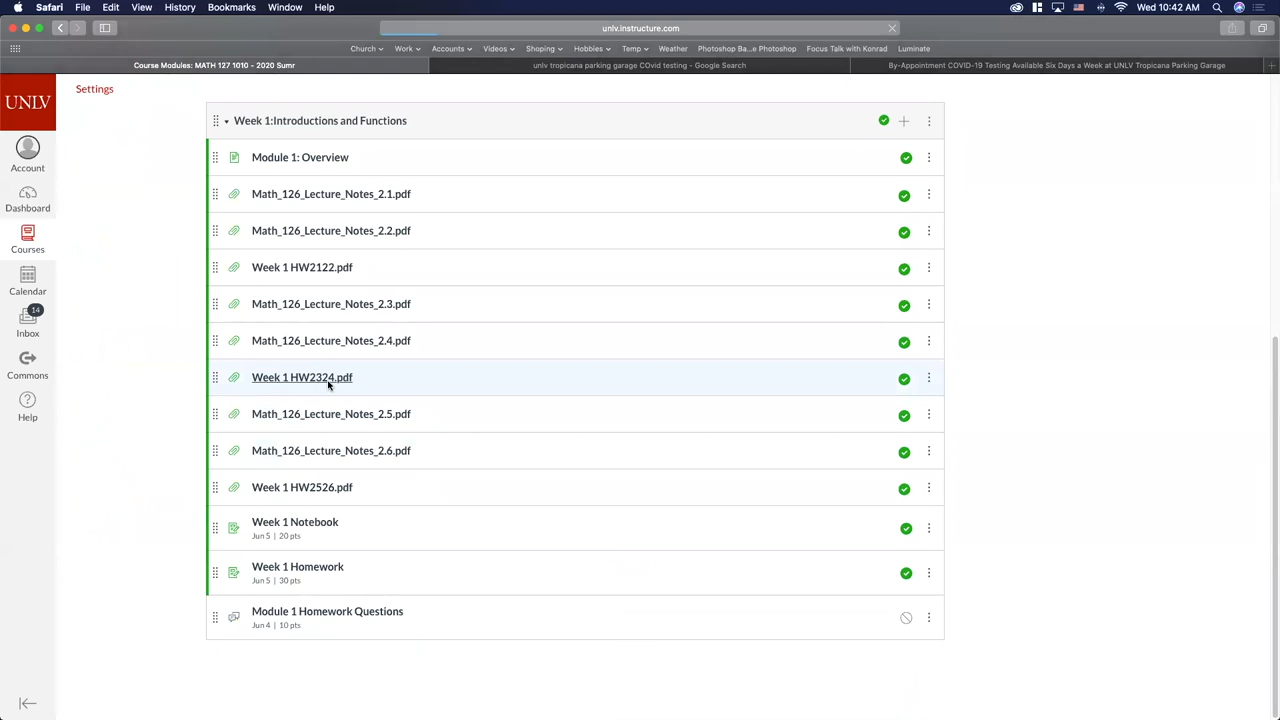 Safari File Edit View History Bookmarks Window Help Wed 10:42 AM
unlv.instructure.com
Church Work Accounts Videos Shoping Hobbies Temp Weather Photoshop Ba...e Photoshop Focus Talk with Konrad Luminate
Course Modules: MATH 127 1010 - 2020 Sumr unlv tropicana parking garage COvid testing - Google Search By-Appointment COVID-19 Testing Available Six Days a Week at UNLV Tropicana Parking Garage
UNLV
Account
Dashboard
Courses
Calendar
14
Inbox
Commons
Help
Settings
Week 1:Introductions and Functions
Module 1: Overview
Math_126_Lecture_Notes_2.1.pdf
Math_126_Lecture_Notes_2.2.pdf
Week 1 HW2122.pdf
Math_126_Lecture_Notes_2.3.pdf
Math_126_Lecture_Notes_2.4.pdf
Week 1 HW2324.pdf
Math_126_Lecture_Notes_2.5.pdf
Math_126_Lecture_Notes_2.6.pdf
Week 1 HW2526.pdf
Week 1 Notebook
Jun 5 | 20 pts
Week 1 Homework
Jun 5 | 30 pts
Module 1 Homework Questions
Jun 4 | 10 pts